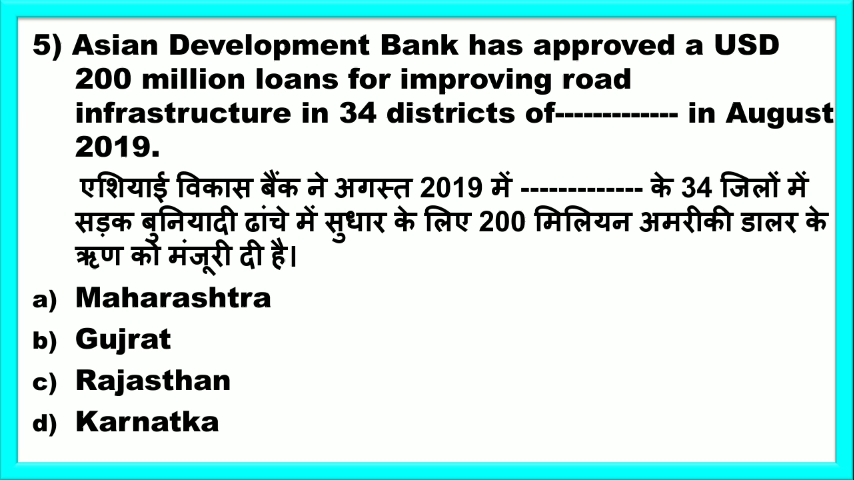 5) Asian Development Bank has approved a USD
200 million loans for improving road
infrastructure in 34 districts of------------- in August
2019.
एशियाई विकास बैंक ने अगस्त 2019 में ------------- के 34 जिलों में
सड़क बुनियादी ढांचे में सुधार के लिए 200 मिलियन अमरीकी डालर के
ऋण को मंजूरी दी है।
a) Maharashtra
b) Gujrat
c) Rajasthan
d) Karnatka